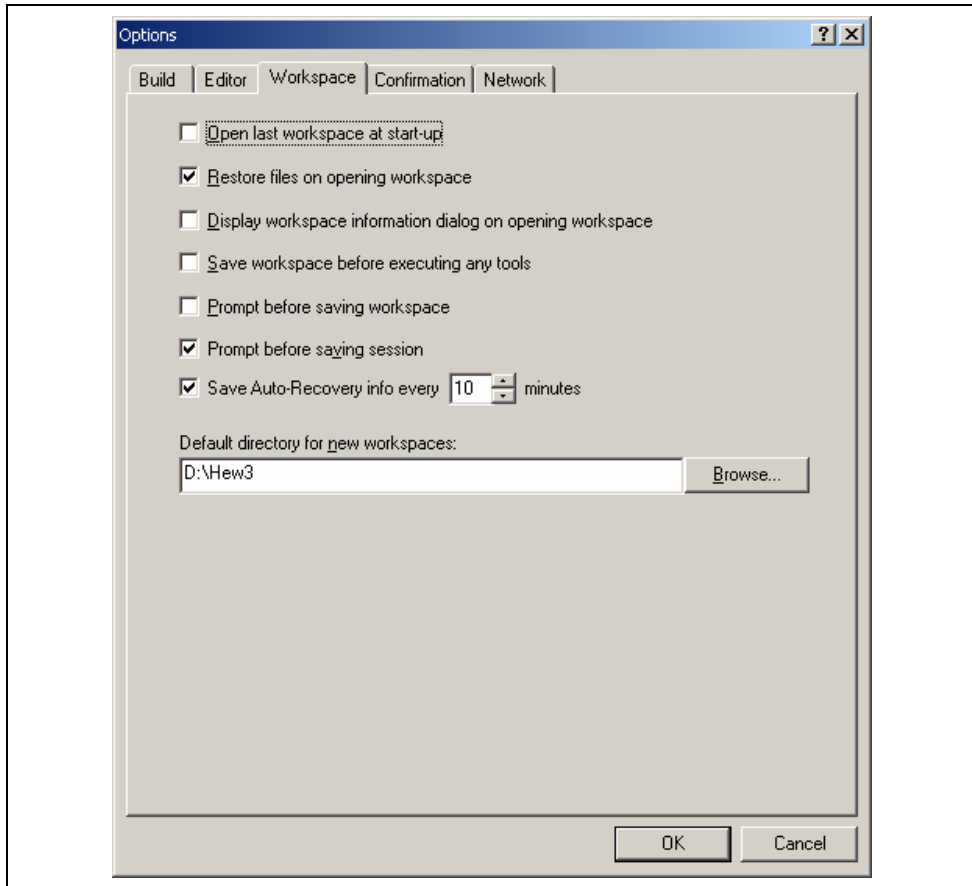 Options
Build Editor Workspace Confirmation Network
Open last workspace at start-up
Restore files on opening workspace
Display workspace information dialog on opening workspace
Save workspace before executing any tools
Prompt before saving workspace
Prompt before saving session
Save Auto-Recovery info every 10 minutes
Default directory for new workspaces:
D:\Hew3 Browse...
OK Cancel